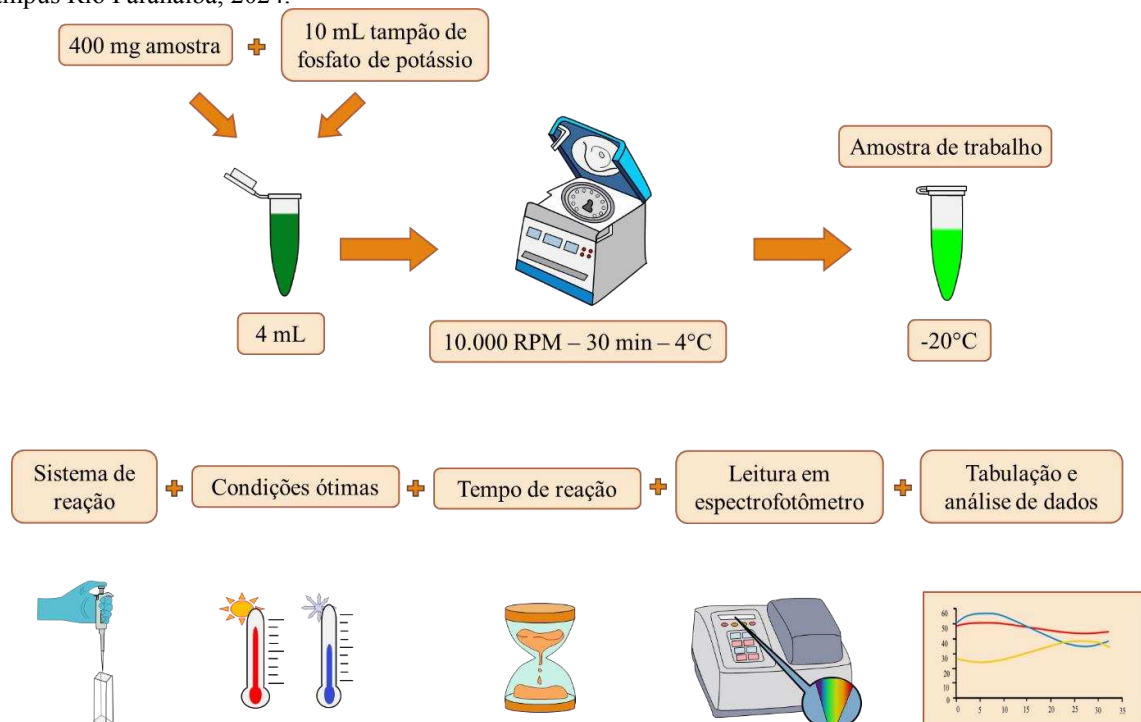 400 mg amostra
10 mL tampão de
fosfato de potássio
Amostra de trabalho
4 mL
10.000 RPM – 30 min – 4°C
-20°C
Sistema de
reação
Condições ótimas
Tempo de reação
Leitura em
espectrofotômetro
Tabulação e
análise de dados
60
50
40
30
20
10
0
0 5 10 15 20 25 30 35